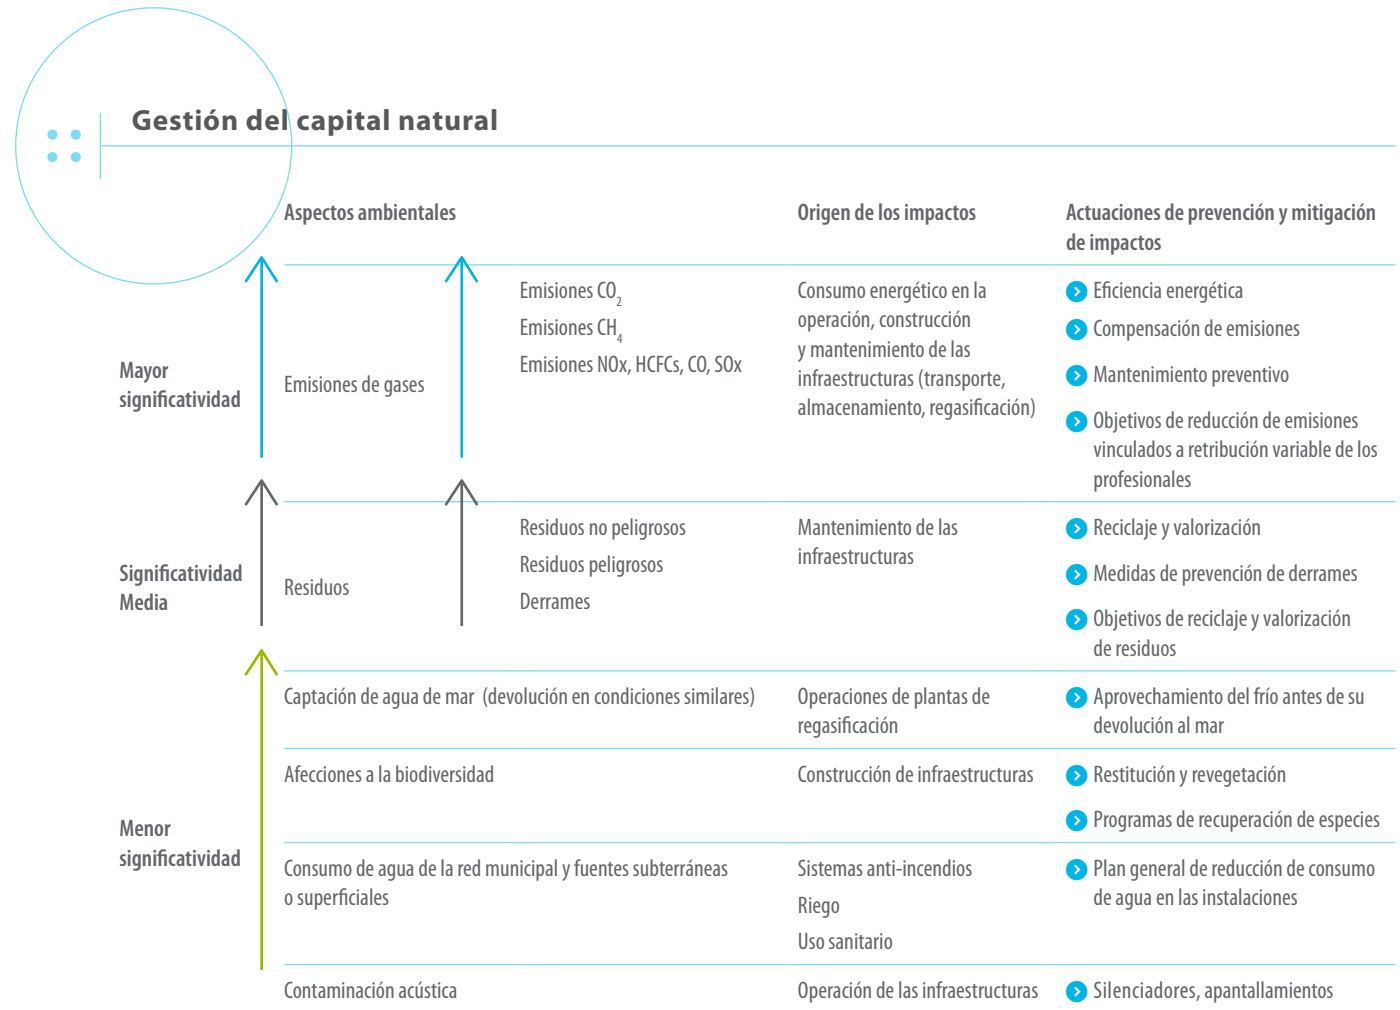 Gestión del capital natural
Aspectos ambientales
Origen de los impactos
Actuaciones de prevención y mitigación
de impactos
Mayor
significatividad
Emisiones de gases
Emisiones CO2
Emisiones CH4
Emisiones NOx, HCFCs, CO, SOx
Consumo energético en la
operación, construcción
y mantenimiento de las
infraestructuras (transporte,
almacenamiento, regasificación)
Eficiencia energética
Compensación de emisiones
Mantenimiento preventivo
Objetivos de reducción de emisiones
vinculados a retribución variable de los
profesionales
Significatividad
Media
Residuos
Residuos no peligrosos
Residuos peligrosos
Derrames
Mantenimiento de las
infraestructuras
Reciclaje y valorización
Medidas de prevención de derrames
Objetivos de reciclaje y valorización
de residuos
Menor
significatividad
Captación de agua de mar (devolución en condiciones similares)
Operaciones de plantas de
regasificación
Aprovechamiento del frío antes de su
devolución al mar
Afecciones a la biodiversidad
Construcción de infraestructuras
Restitución y revegetación
Programas de recuperación de especies
Consumo de agua de la red municipal y fuentes subterráneas
o superficiales
Sistemas anti-incendios
Riego
Uso sanitario
Plan general de reducción de consumo
de agua en las instalaciones
Contaminación acústica
Operación de las infraestructuras
Silenciadores, apantallamientos